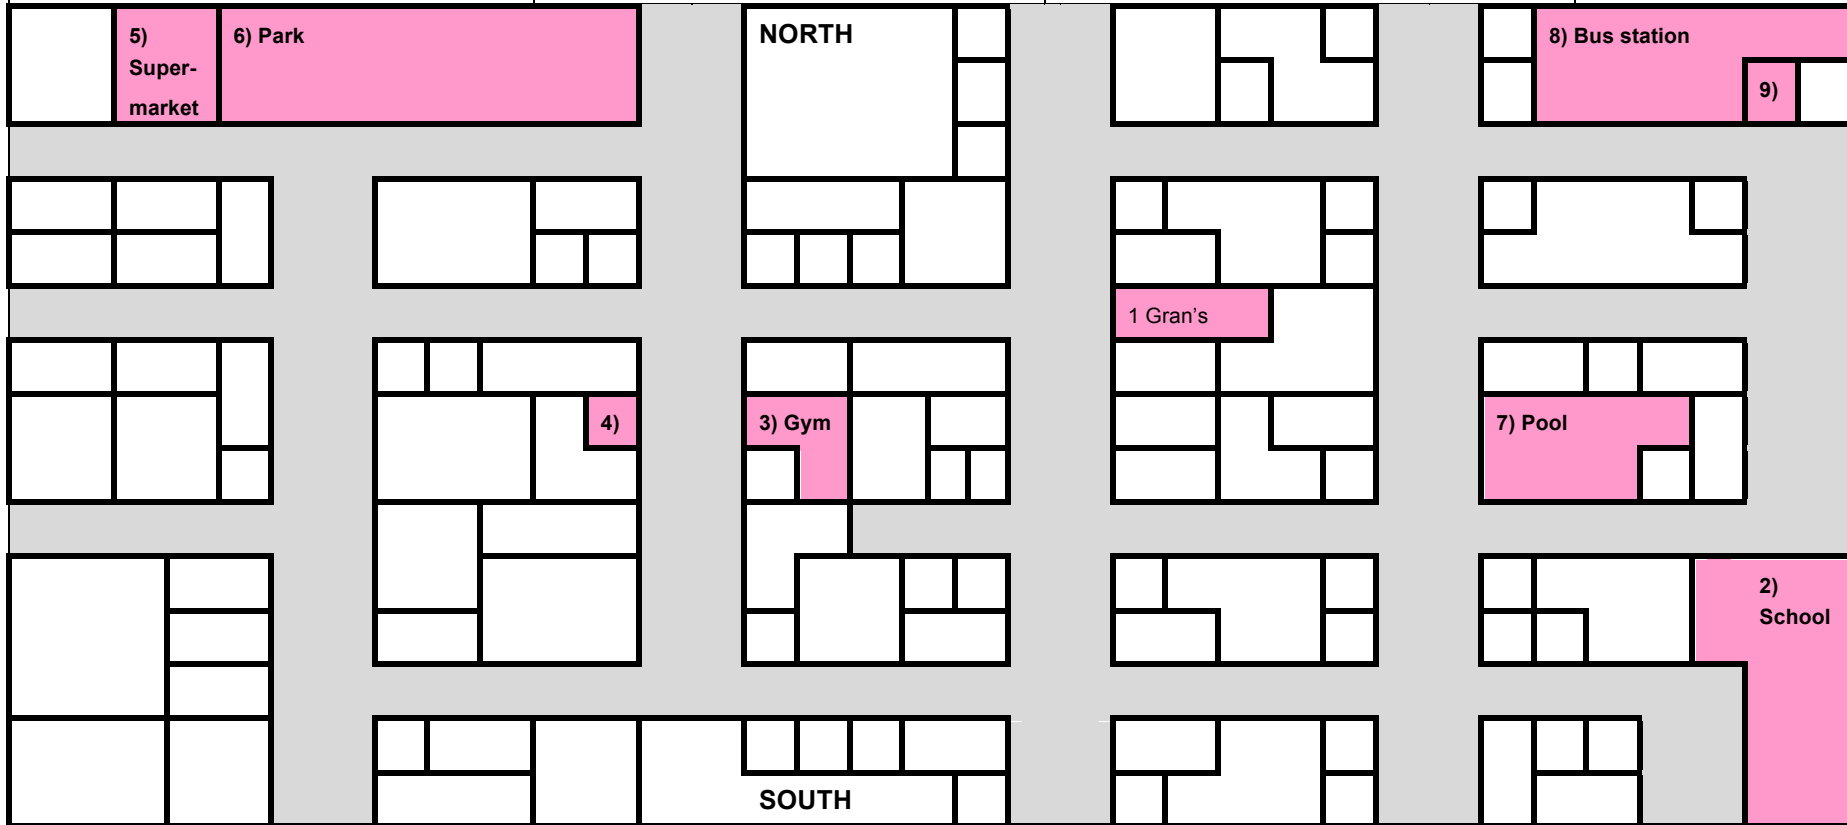 5)
Super-
market
6) Park
NORTH
8) Bus station
9)
1 Gran's
4)
3) Gym
7) Pool
2)
School
SOUTH